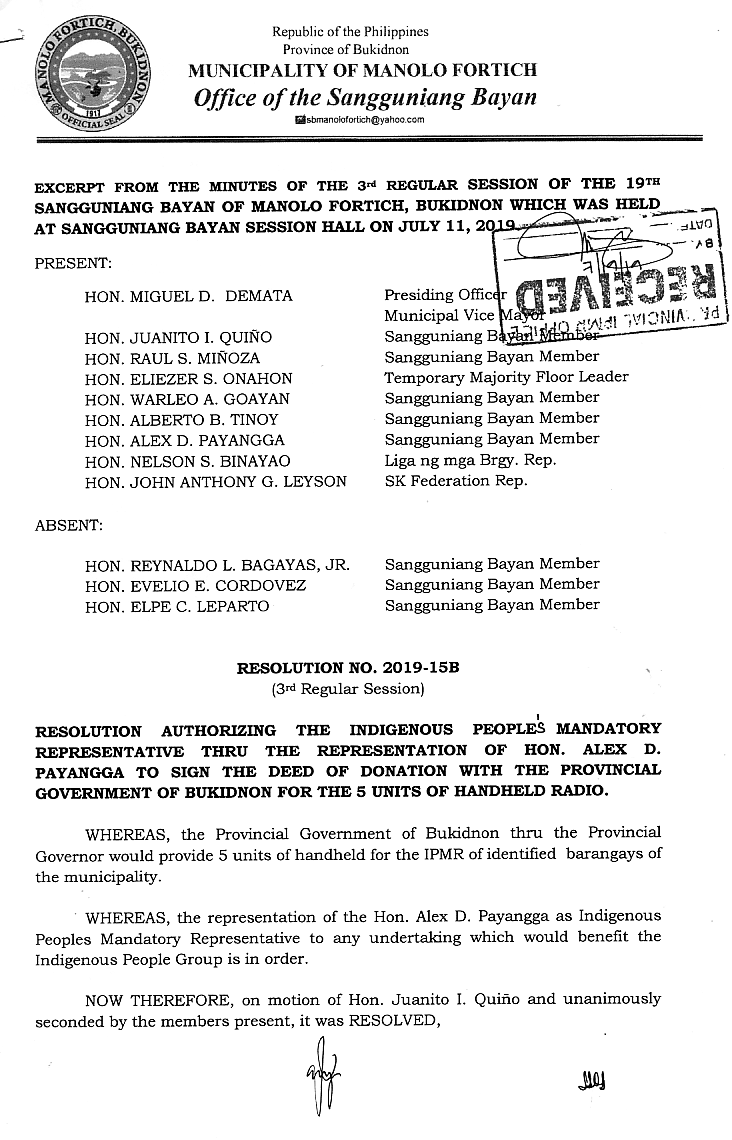 Republic of the Philippines
Province of Bukidnon
MUNICIPALITY OF MANOLO FORTICH
Office of the Sangguniang Bayan
sbmanolofortich@yahoo.com
MANOLO FORTICH, BUKIDNON
1917
OFFICIAL SEAL
EXCERPT FROM THE MINUTES OF THE 3rd REGULAR SESSION OF THE 19TH
SANGGUNIANG BAYAN OF MANOLO FORTICH, BUKIDNON WHICH WAS HELD
AT SANGGUNIANG BAYAN SESSION HALL ON JULY 11, 2019
PROVINCIAL IPMR OFFICE
RECEIVED
BY
DATE
PRESENT:
HON. MIGUEL D. DEMATA Presiding Officer
Municipal Vice Mayor
HON. JUANITO I. QUIÑO Sangguniang Bayan Member
HON. RAUL S. MIÑOZA Sangguniang Bayan Member
HON. ELIEZER S. ONAHON Temporary Majority Floor Leader
HON. WARLEO A. GOAYAN Sangguniang Bayan Member
HON. ALBERTO B. TINOY Sangguniang Bayan Member
HON. ALEX D. PAYANGGA Sangguniang Bayan Member
HON. NELSON S. BINAYAO Liga ng mga Brgy. Rep.
HON. JOHN ANTHONY G. LEYSON SK Federation Rep.
ABSENT:
HON. REYNALDO L. BAGAYAS, JR. Sangguniang Bayan Member
HON. EVELIO E. CORDOVEZ Sangguniang Bayan Member
HON. ELPE C. LEPARTO Sangguniang Bayan Member
RESOLUTION NO. 2019-15B
(3rd Regular Session)
RESOLUTION AUTHORIZING THE INDIGENOUS PEOPLE'S MANDATORY
REPRESENTATIVE THRU THE REPRESENTATION OF HON. ALEX D.
PAYANGGA TO SIGN THE DEED OF DONATION WITH THE PROVINCIAL
GOVERNMENT OF BUKIDNON FOR THE 5 UNITS OF HANDHELD RADIO.
WHEREAS, the Provincial Government of Bukidnon thru the Provincial
Governor would provide 5 units of handheld for the IPMR of identified barangays of
the municipality.
WHEREAS, the representation of the Hon. Alex D. Payangga as Indigenous
Peoples Mandatory Representative to any undertaking which would benefit the
Indigenous People Group is in order.
NOW THEREFORE, on motion of Hon. Juanito I. Quiño and unanimously
seconded by the members present, it was RESOLVED,